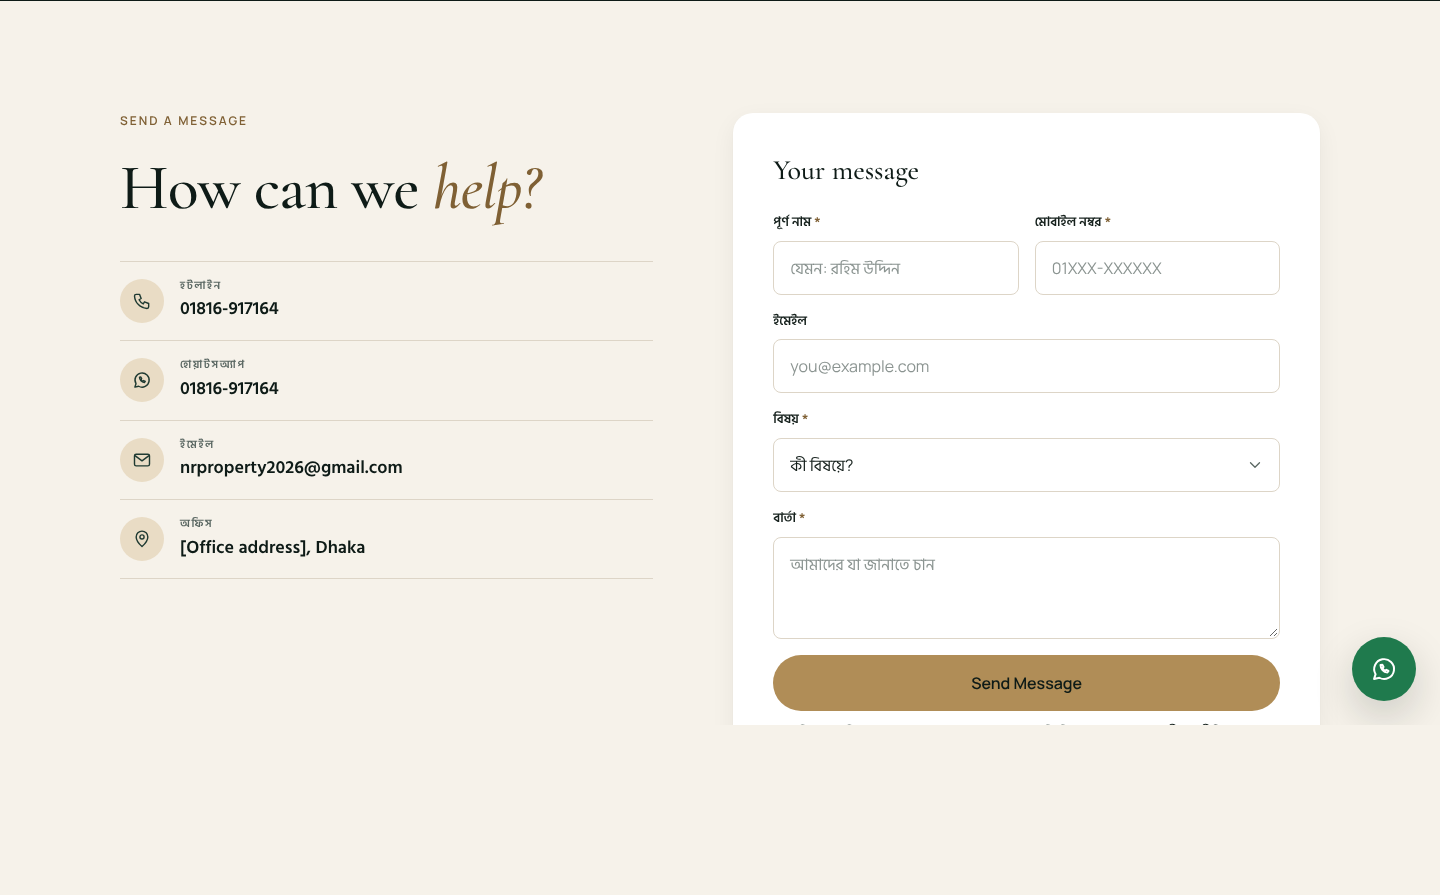 SEND A MESSAGE
How can we help?
হটলাইন
01816-917164
হোয়াটসঅ্যাপ
01816-917164
ইমেইল
nrproperty2026@gmail.com
অফিস
[Office address], Dhaka
Your message
পূর্ণ নাম *
মোবাইল নম্বর *
যেমন: রহিম উদ্দিন
01XXX-XXXXXX
ইমেইল
you@example.com
বিষয় *
কী বিষয়ে?
বার্তা *
আমাদের যা জানাতে চান
Send Message